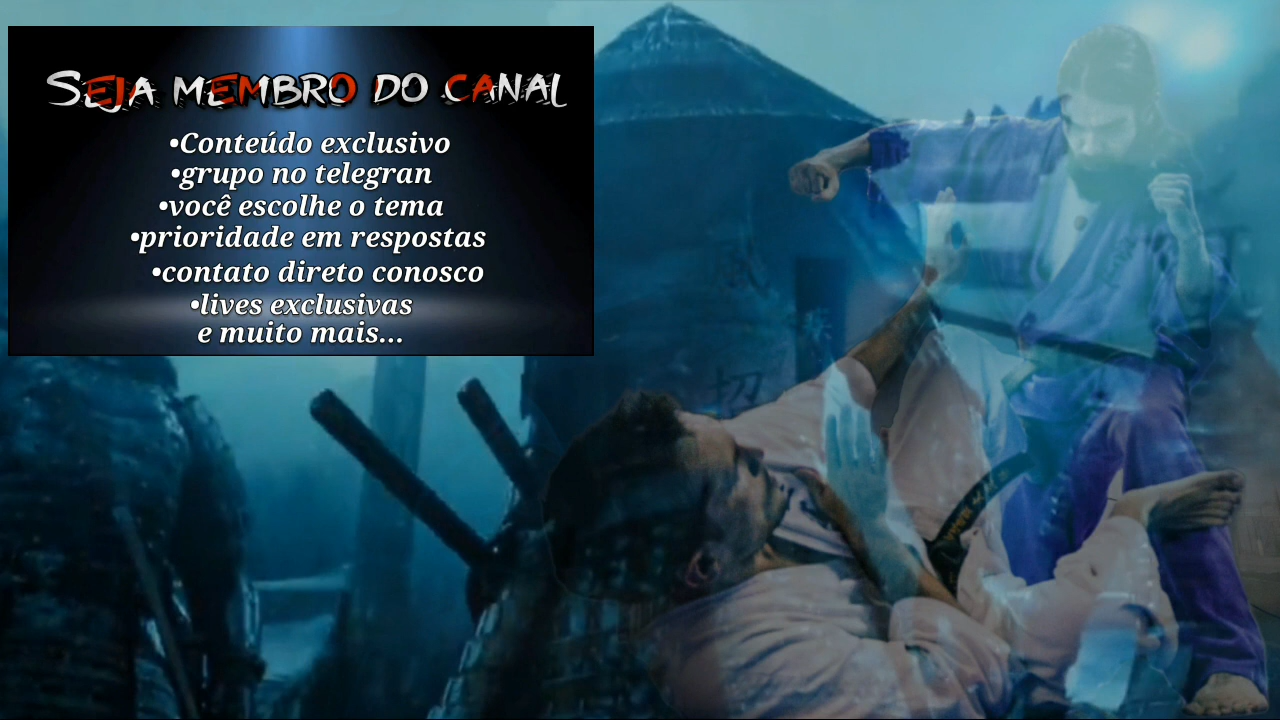 SEJA MEMBRO DO CANAL
•Conteúdo exclusivo
•grupo no telegran
•você escolhe o tema
•prioridade em respostas
•contato direto conosco
•lives exclusivas
e muito mais...